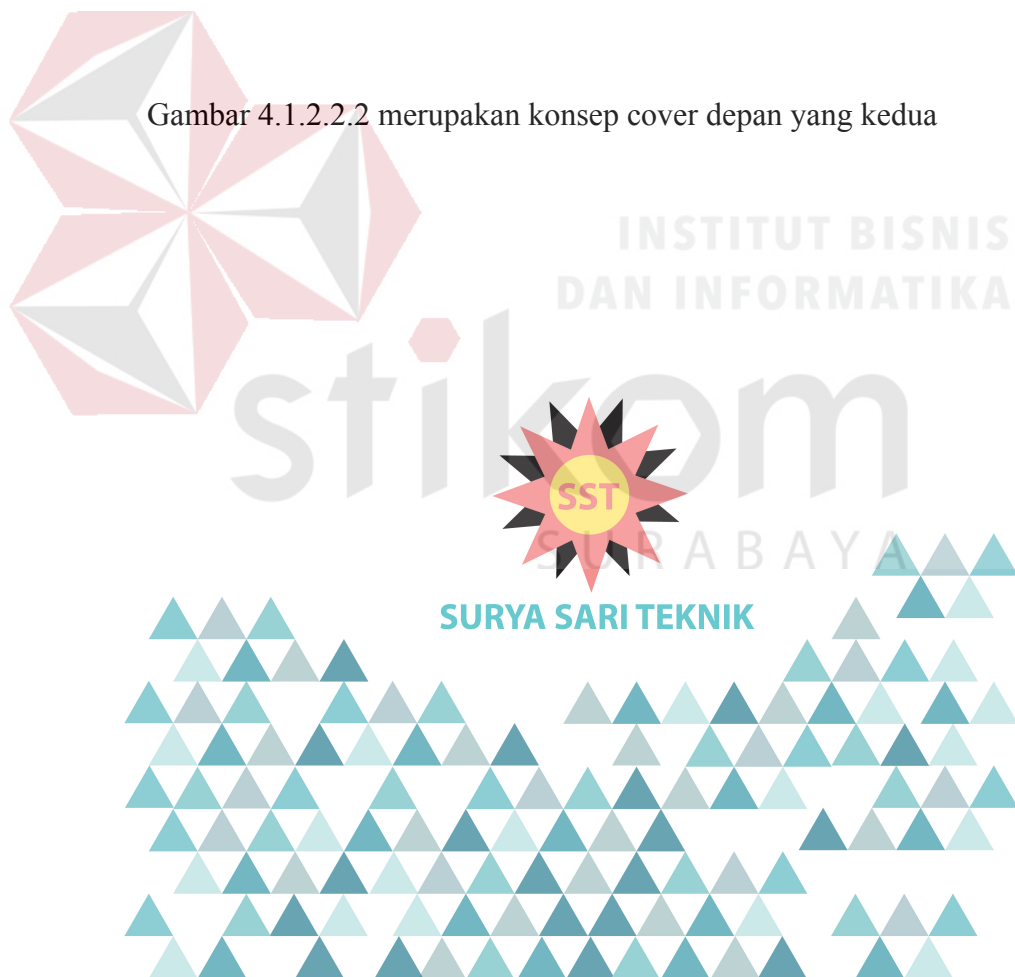 Gambar 4.1.2.2.2 merupakan konsep cover depan yang kedua
INSTITUT BISNIS
DAN INFORMATIKA
stikom
SST
SURABAYA
SURYA SARI TEKNIK